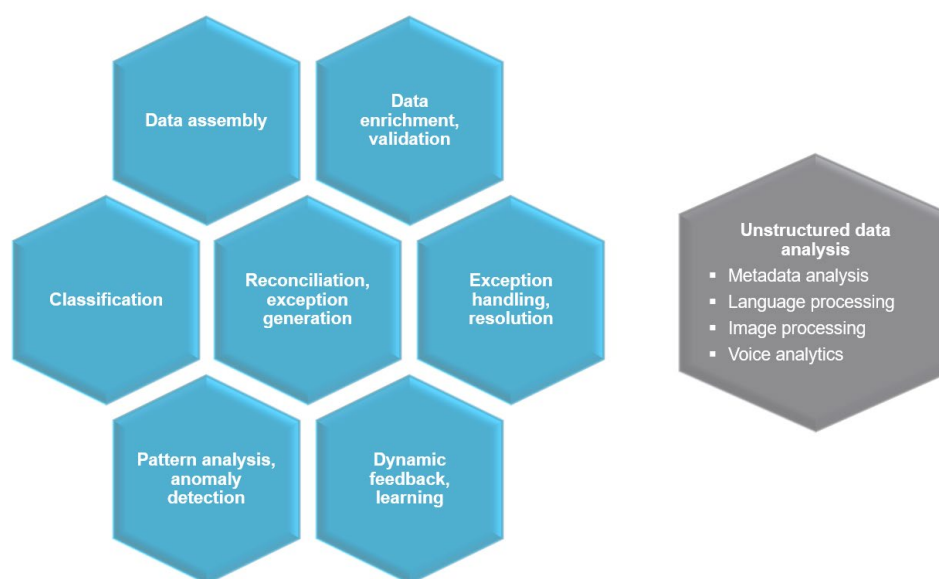 Data assembly
Data
enrichment,
validation
Classification
Reconciliation,
exception
generation
Exception
handling,
resolution
Pattern analysis,
anomaly
detection
Dynamic
feedback,
learning
Unstructured data
analysis
▪ Metadata analysis
▪ Language processing
▪ Image processing
▪ Voice analytics